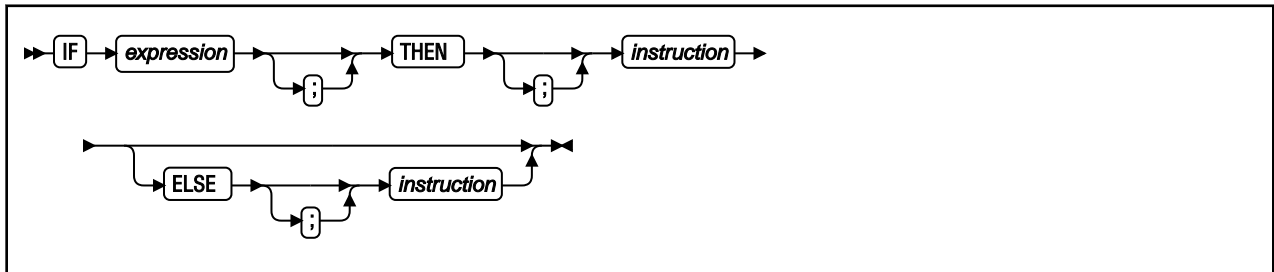 IF expression ; THEN ; instruction
ELSE ; instruction